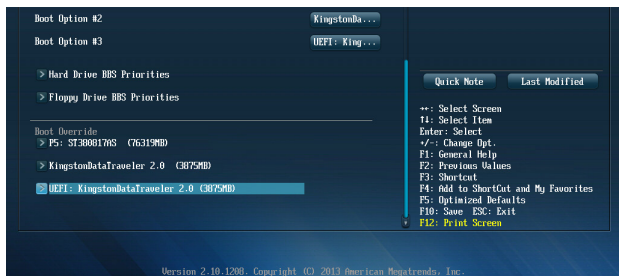 Boot Option #2
KingstonDa...
Boot Option #3
UEFI: King...
> Hard Drive BBS Priorities
> Floppy Drive BBS Priorities
Boot Override
> P5: ST380817AS (76319MB)
> KingstonDataTraveler 2.0 (3875MB)
> UEFI: KingstonDataTraveler 2.0 (3875MB)
Quick Note
Last Modified
→←: Select Screen
↑↓: Select Item
Enter: Select
+/-: Change Opt.
F1: General Help
F2: Previous Values
F3: Shortcut
F4: Add to ShortCut and My Favorites
F5: Optimized Defaults
F10: Save ESC: Exit
F12: Print Screen
Version 2.10.1208. Copyright (C) 2013 American Megatrends, Inc.